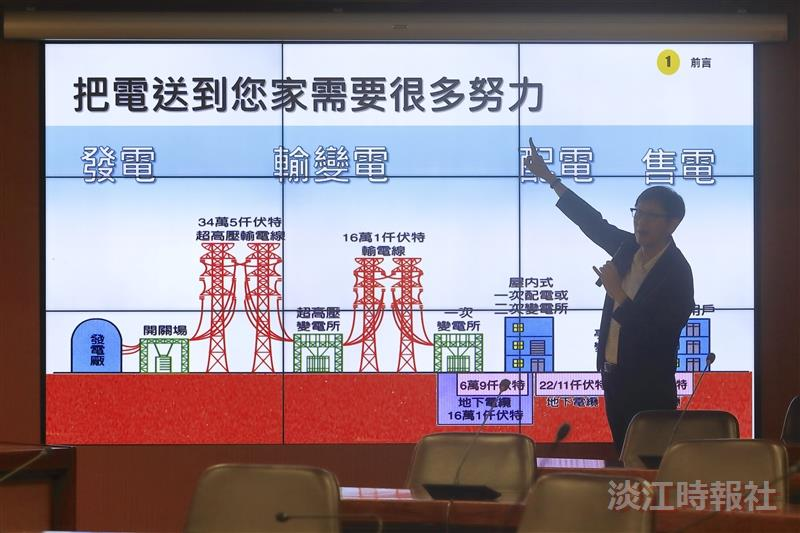 1 前言
把電送到您家需要很多努力
發電 輸變電 配電 售電
34萬5仟伏特
超高壓輸電線
16萬1仟伏特
輸電線
屋內式
一次配電或
二次變電所
發電廠
開關場
超高壓
變電所
一次
變電所
用戶
6萬9仟伏特
地下電纜
16萬1仟伏特
22/11仟伏特
地下電纜
淡江時報社